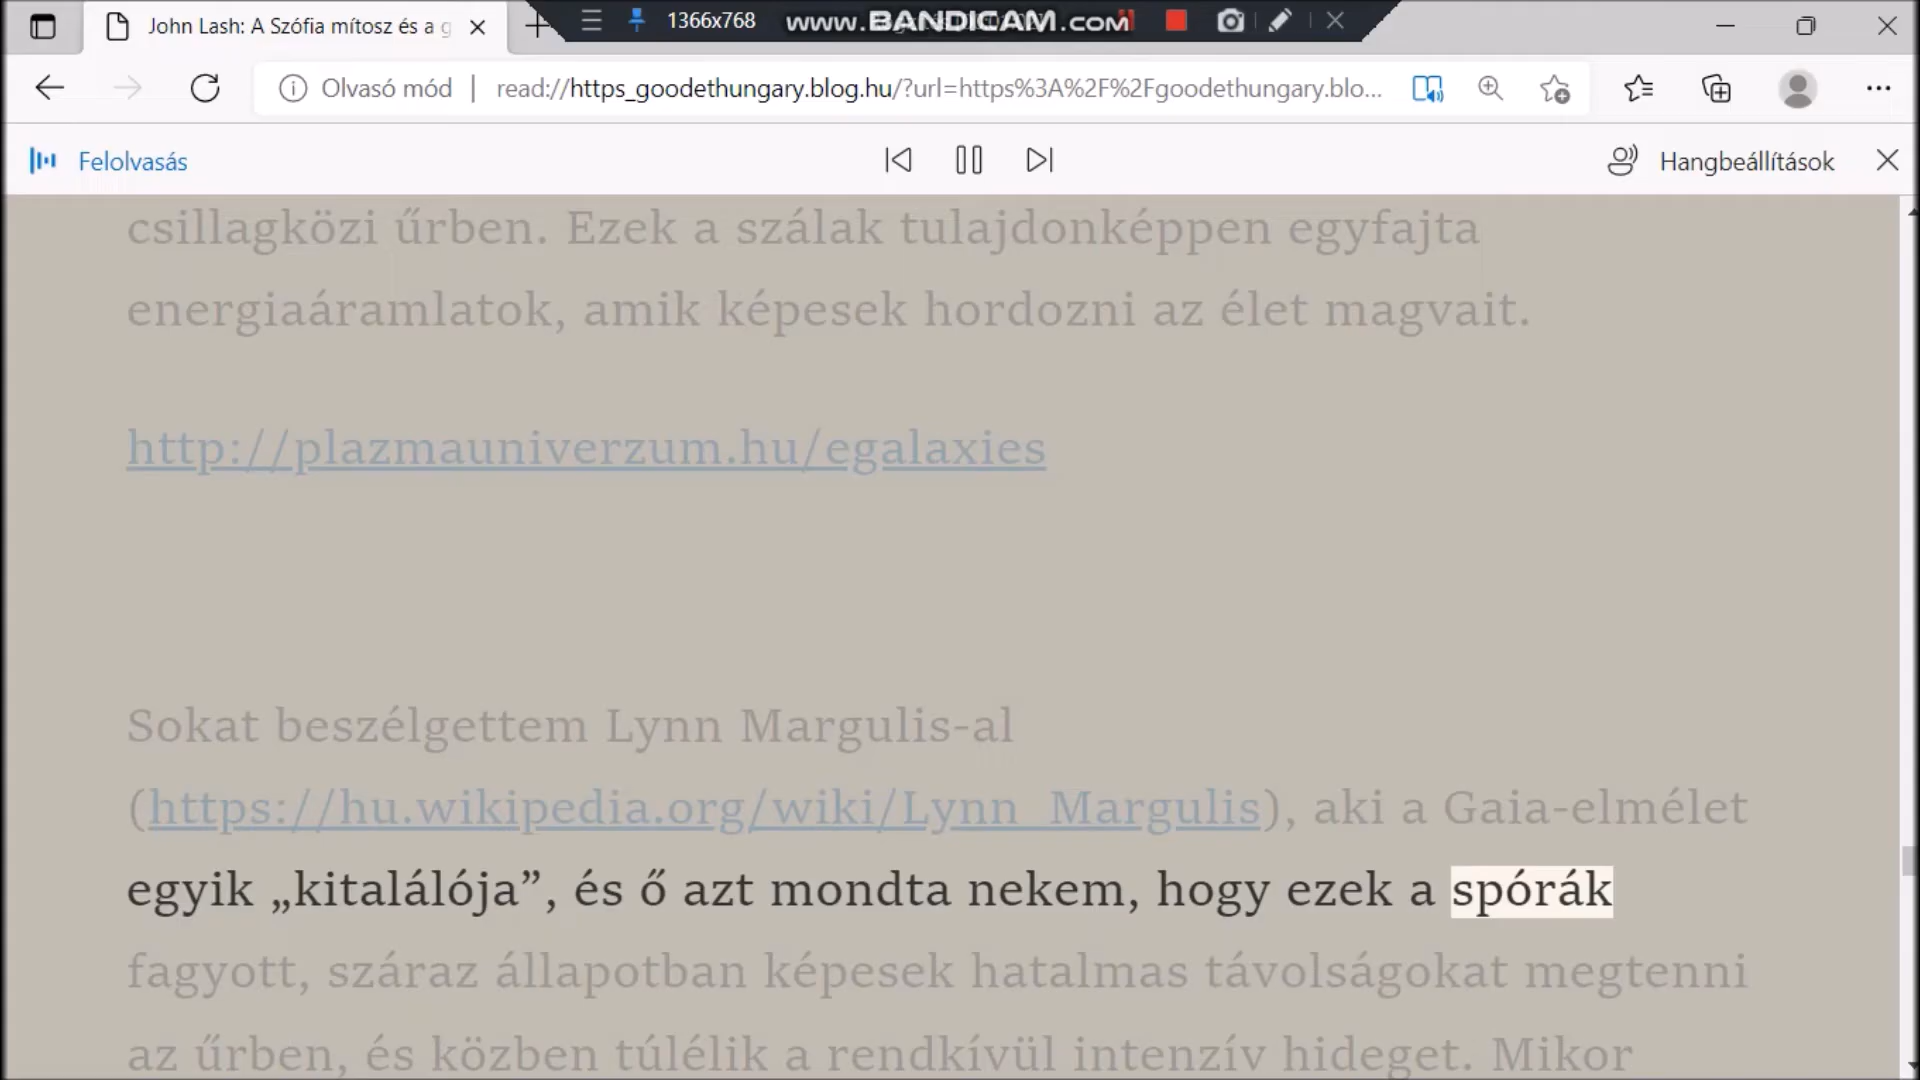 John Lash: A Szófia mítosz és a g
1366x768
www.BANDICAM.com
Olvasó mód
read://https_goodethungary.blog.hu/?url=https%3A%2F%2Fgoodethungary.blo...
Felolvasás
Hangbeállítások
csillagközi űrben. Ezek a szálak tulajdonképpen egyfajta
energiaáramlatok, amik képesek hordozni az élet magvait.
http://plazmauniverzum.hu/egalaxies
Sokat beszélgettem Lynn Margulis-al
(https://hu.wikipedia.org/wiki/Lynn_Margulis), aki a Gaia-elmélet
egyik „kitalálója”, és ő azt mondta nekem, hogy ezek a spórák
fagyott, száraz állapotban képesek hatalmas távolságokat megtenni
az űrben, és közben túlélik a rendkívül intenzív hideget. Mikor